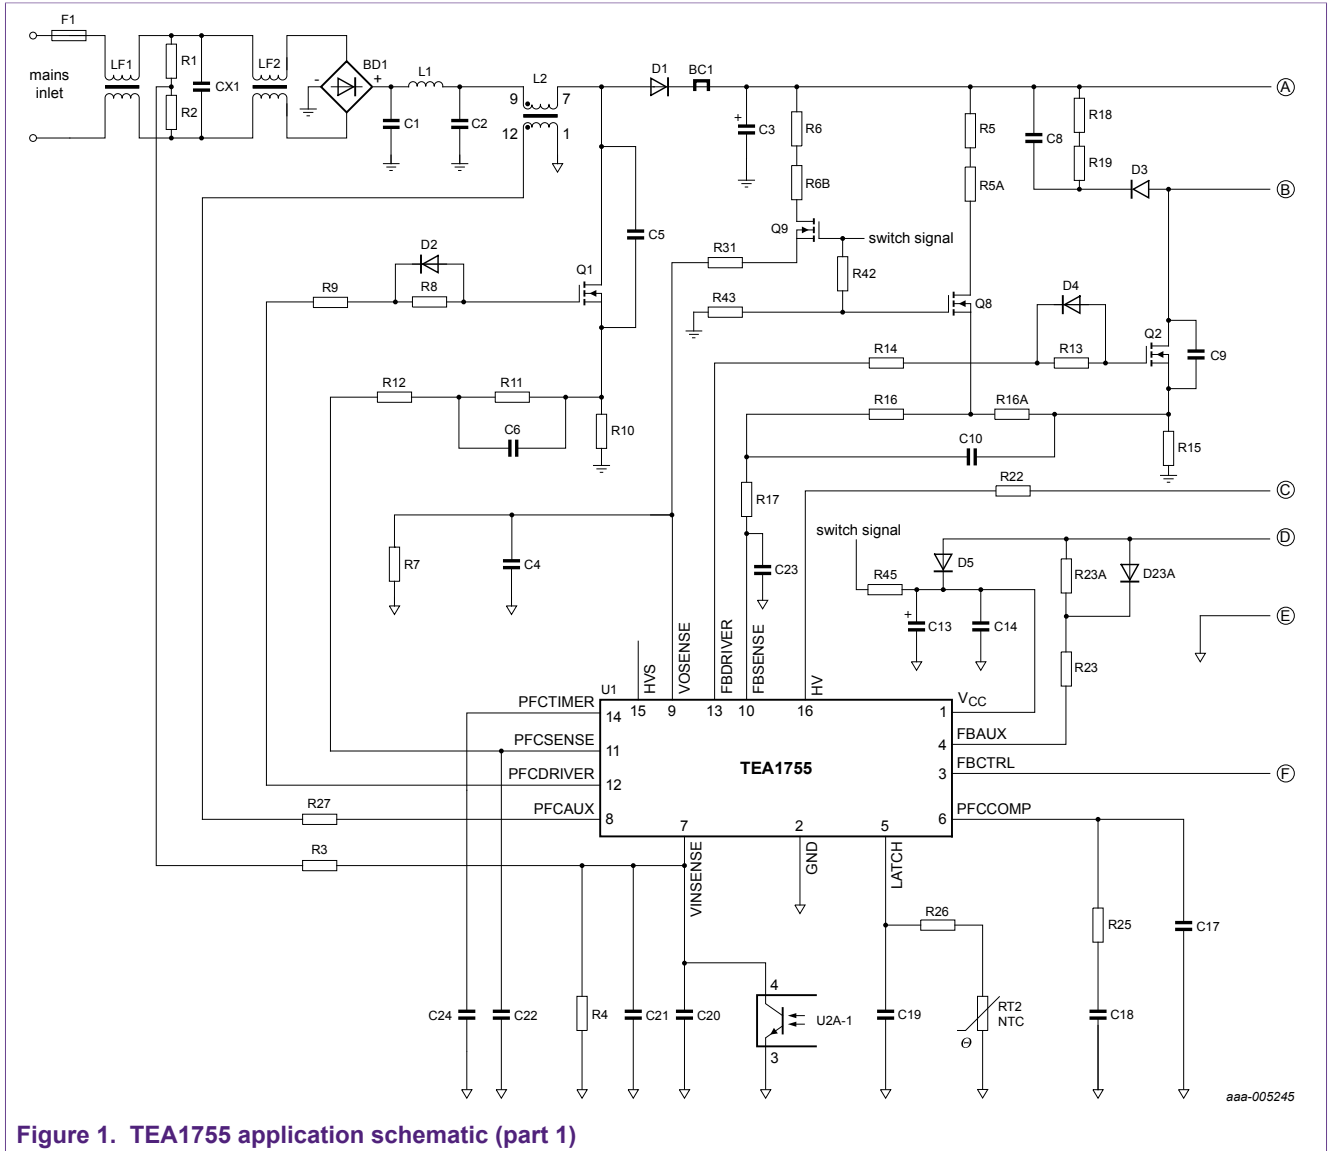 F1
mains
inlet
LF1
R1
R2
CX1
LF2
BD1
-
+
L1
C1
C2
L2
9
7
12
1
D1
BC1
C3
+
R6
R6B
R5
R5A
C8
R18
R19
D3
A
B
C5
Q9
switch signal
R31
R42
R43
Q8
D2
R9
R8
Q1
D4
Q2
R14
R13
C9
R12
R11
C6
R10
R16
R16A
C10
R15
R17
R22
C
switch signal
D
R7
C4
C23
R45
D5
R23A
D23A
+
C13
C14
E
R23
HVS
VOSENSE
FBDRIVER
FBSENSE
HV
U1
15
9
13
10
16
VCC
1
PFCTIMER
14
FBAUX
4
PFCSENSE
11
TEA1755
FBCTRL
3
F
PFCDRIVER
12
R27
PFCAUX
8
7
2
5
6
PFCCOMP
R3
VINSENSE
GND
LATCH
R26
R25
C17
C24
C22
R4
C21
C20
4
U2A-1
3
C19
RT2
NTC
Θ
C18
aaa-005245
Figure 1. TEA1755 application schematic (part 1)